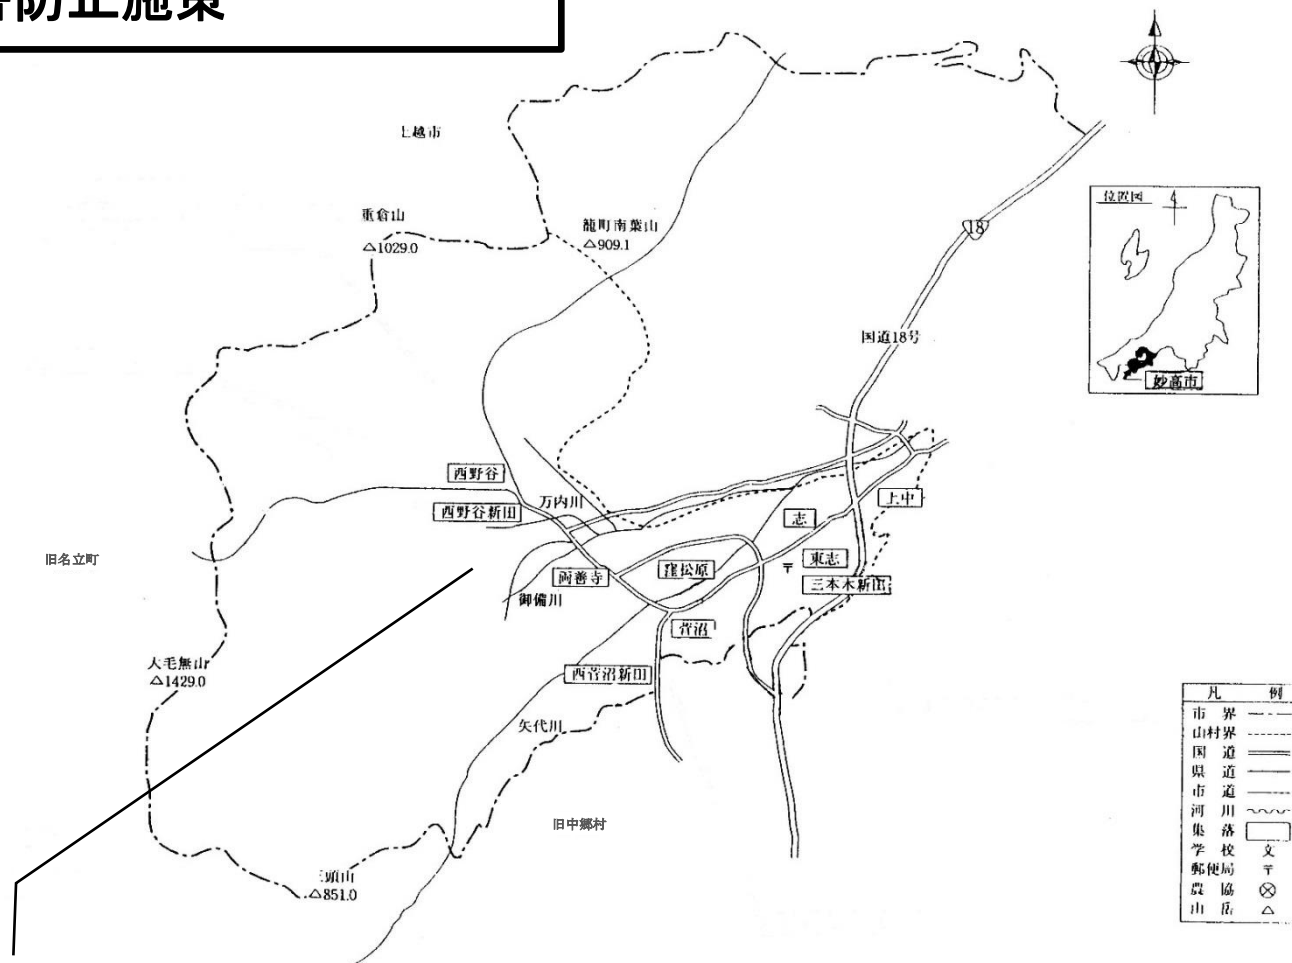 害防止施策
上越市
重倉山
△1029.0
籠町南葉山
△909.1
18
国道18号
位置図
妙高市
西野谷
西野谷新田
万内川
志
上中
東志
〒
三本木新田
窪松原
両善寺
御備川
菅沼
西菅沼新田
矢代川
旧名立町
大毛無山
△1429.0
旧中郷村
三頭山
△851.0
凡 例
市 界
山村界
国 道
県 道
市 道
河 川
集 落
学 校 文
郵便局 〒
農 協
山 岳 △